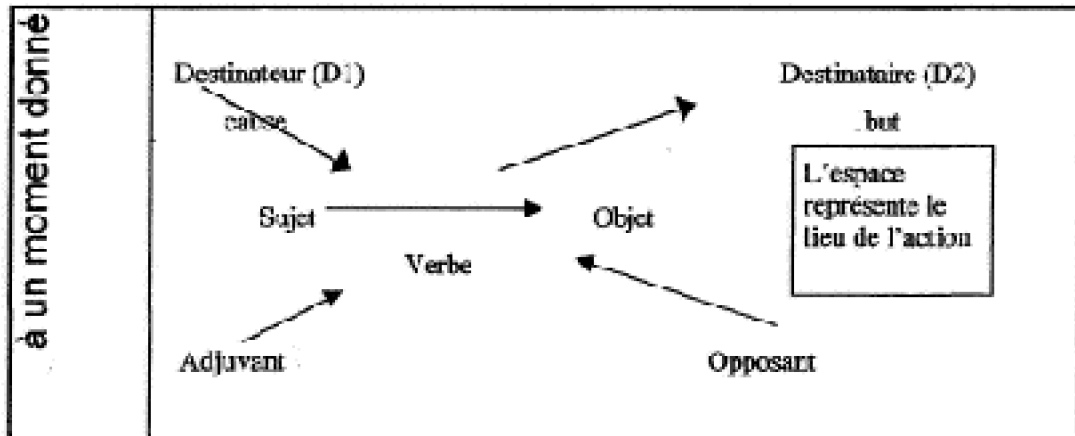 à un moment donné
Destinateur (D1)
cause
Destinataire (D2)
but
L'espace
représente le
lieu de l'action
Sujet
Objet
Verbe
Adjuvant
Opposant